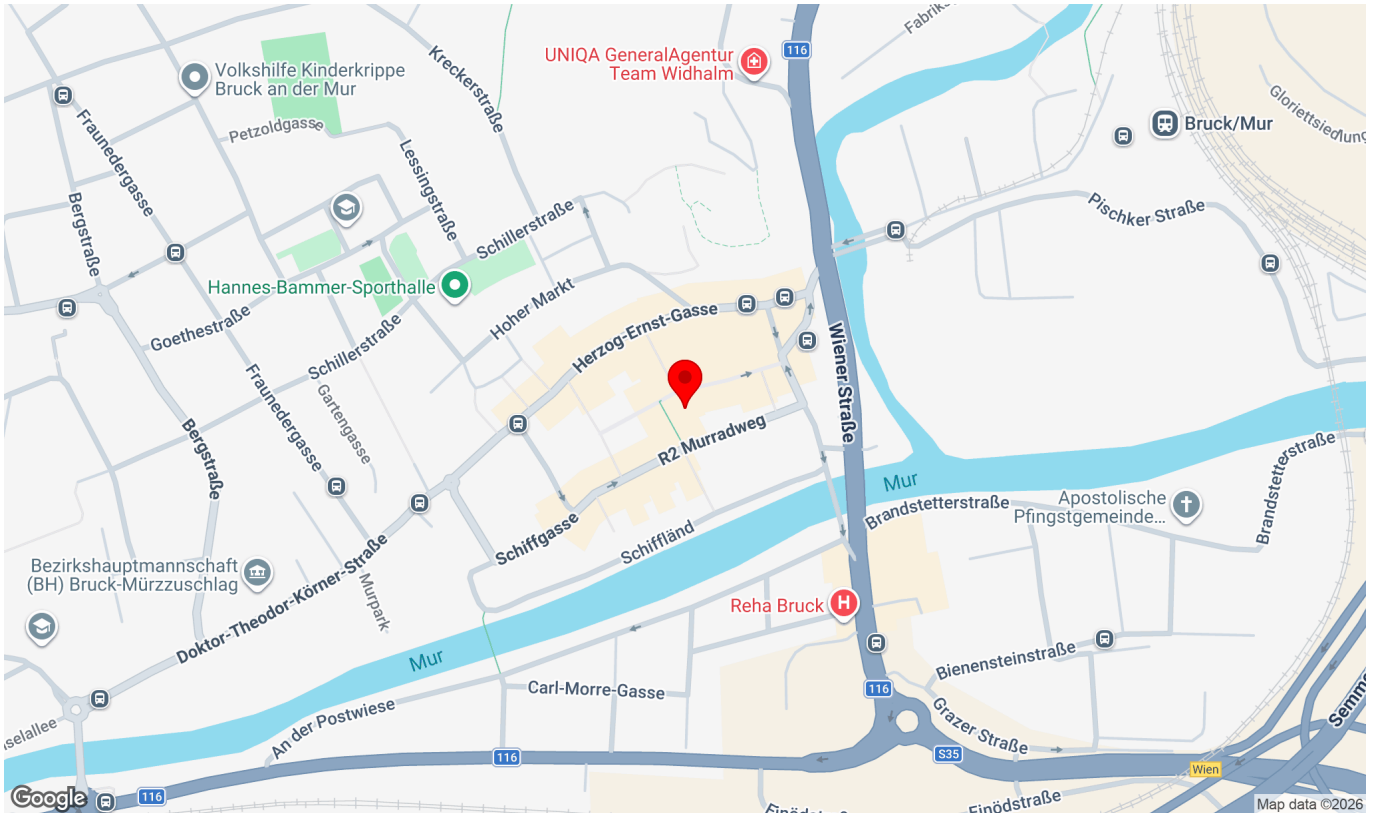 Fabriks
UNIQA GeneralAgentur
Team Widhalm
116
Kreckerstraße
Volkshilfe Kinderkrippe
Bruck an der Mur
Gloriettsiedlung
Bruck/Mur
Fraunedergasse
Petzoldgasse
Lessingstraße
Bergstraße
Pischker Straße
Schillerstraße
Hannes-Bammer-Sporthalle
Hoher Markt
Goethestraße
Herzog-Ernst-Gasse
Schillerstraße
Wiener Straße
Fraunedergasse
Gartengasse
Bergstraße
R2 Murradweg
Brandstetterstraße
Mur
Apostolische
Pfingstgemeinde...
Brandstetterstraße
Schiffgasse
Schiffländ
Bezirkshauptmannschaft
(BH) Bruck-Mürzzuschlag
Doktor-Theodor-Körner-Straße
Murpark
Reha Bruck
H
Mur
Bienensteinstraße
Carl-Morre-Gasse
116
Semme
Grazer Straße
An der Postwiese
selallee
116
S35
Wien
116
Einödstraße
Google
Map data ©2026